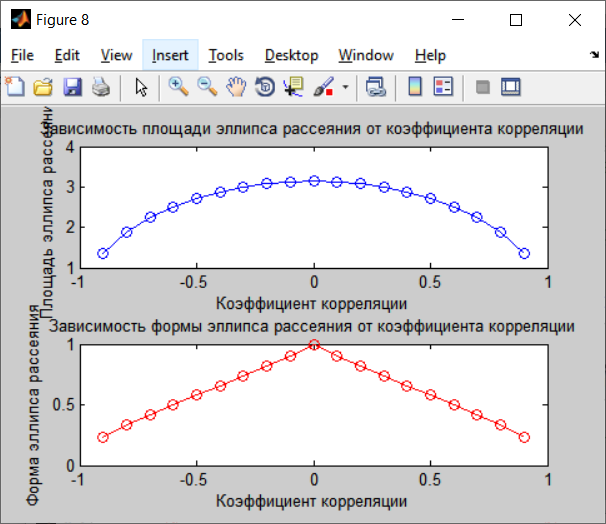 Figure 8
File Edit View Insert Tools Desktop Window Help
Зависимость площади эллипса рассеяния от коэффициента корреляции
Площадь эллипса рассеяни
4
3
2
1
-1 -0.5 0 0.5 1
Коэффициент корреляции
Зависимость формы эллипса рассеяния от коэффициента корреляции
Форма эллипса рассеяния
1
0.5
0
-1 -0.5 0 0.5 1
Коэффициент корреляции